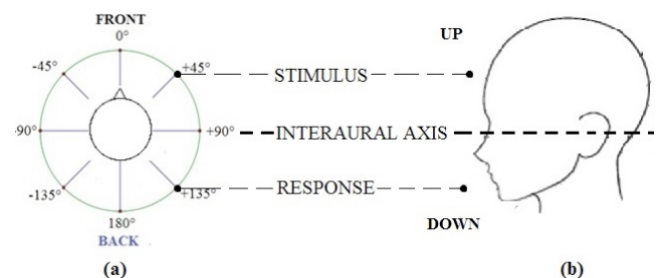 FRONT
0°
UP
-45°
+45°
STIMULUS
-90°
+90°
INTERAURAL AXIS
-135°
+135°
RESPONSE
180°
BACK
DOWN
(a)
(b)